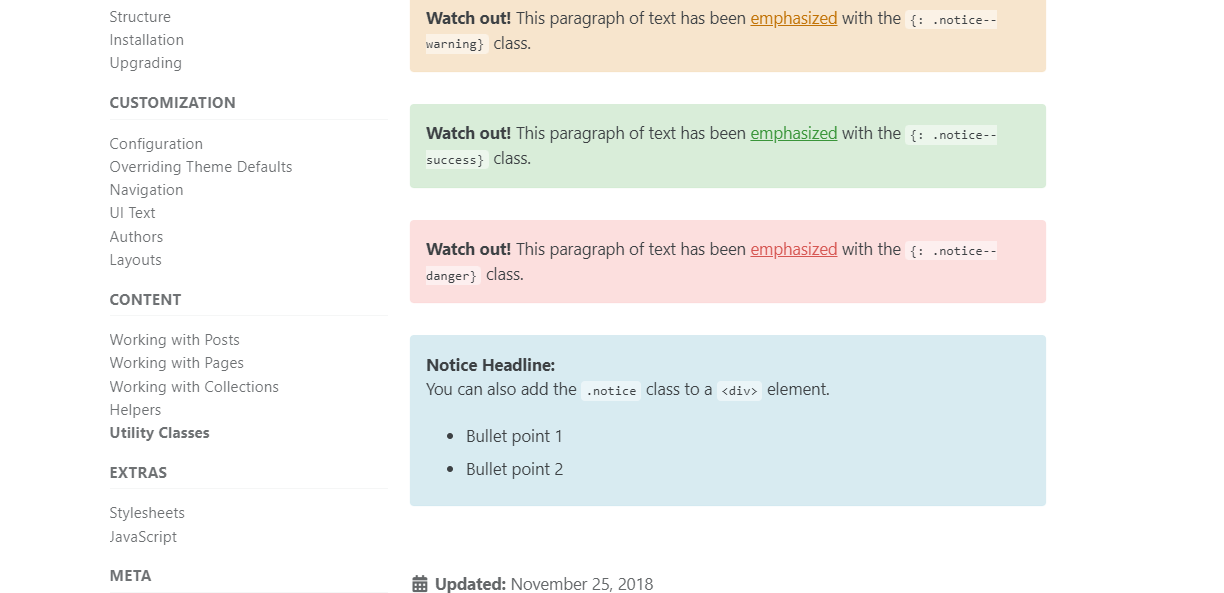 Structure
Installation
Upgrading
CUSTOMIZATION
Configuration
Overriding Theme Defaults
Navigation
UI Text
Authors
Layouts
CONTENT
Working with Posts
Working with Pages
Working with Collections
Helpers
Utility Classes
EXTRAS
Stylesheets
JavaScript
META
Watch out! This paragraph of text has been emphasized with the {: .notice--
warning} class.
Watch out! This paragraph of text has been emphasized with the {: .notice--
success} class.
Watch out! This paragraph of text has been emphasized with the {: .notice--
danger} class.
Notice Headline:
You can also add the .notice class to a <div> element.
• Bullet point 1
• Bullet point 2
Updated: November 25, 2018